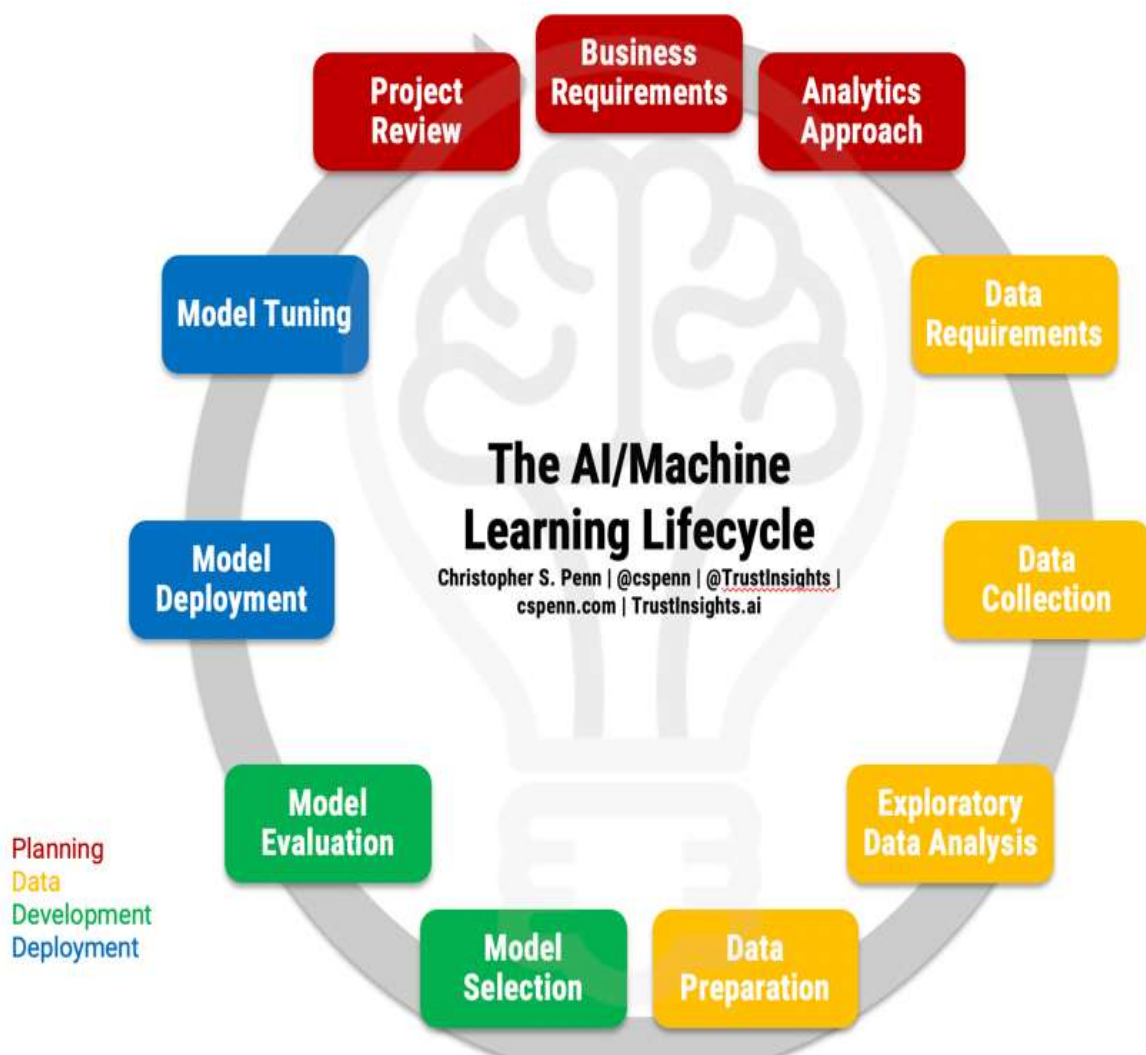 Business
Requirements
Analytics
Approach
Data
Requirements
Data
Collection
Exploratory
Data Analysis
Data
Preparation
Model
Selection
Model
Evaluation
Model
Deployment
Model Tuning
Project
Review
The AI/Machine
Learning Lifecycle
Christopher S. Penn | @cspenn | @TrustInsights |
cspenn.com | TrustInsights.ai
Planning
Data
Development
Deployment